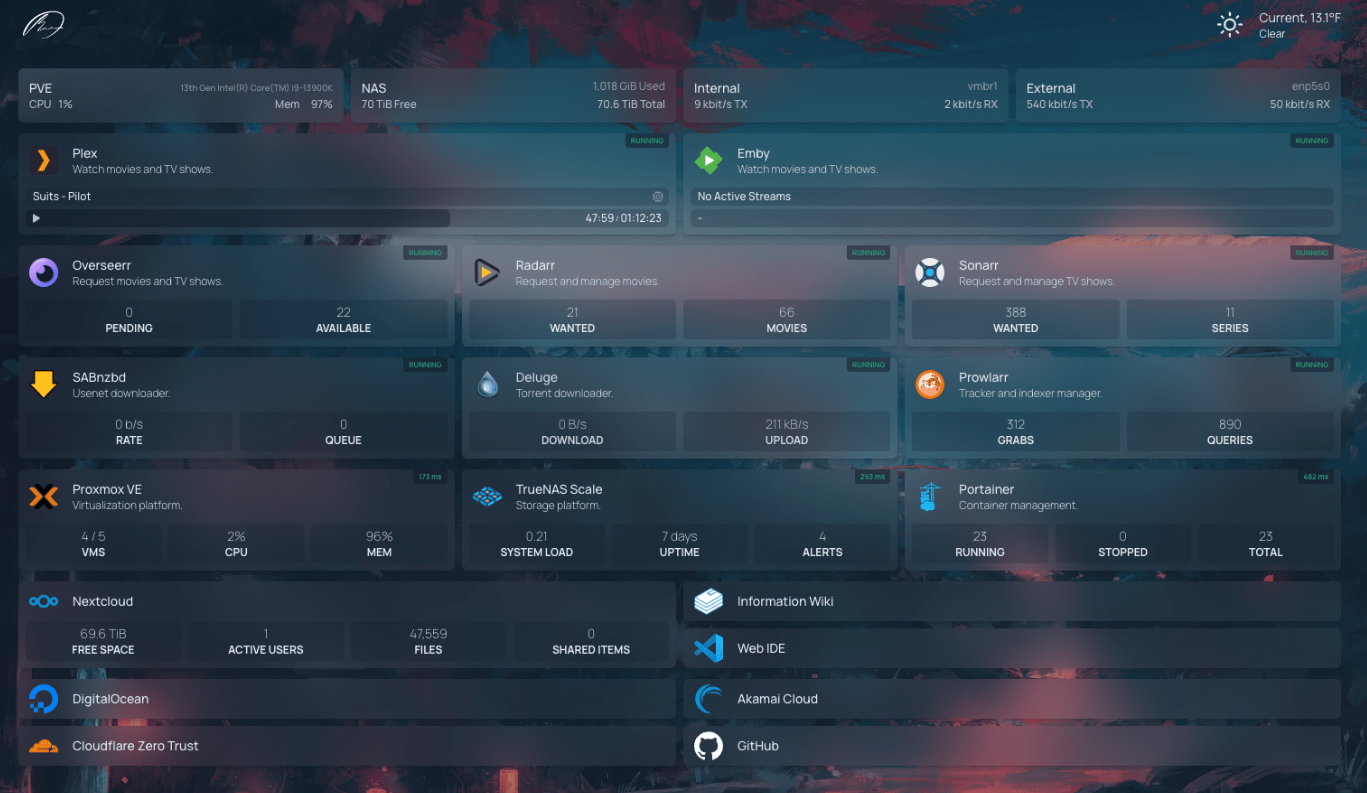 Current, 13.1°F
Clear
PVE 13th Gen Intel(R) Core(TM) i9-13900K
CPU 1% Mem 97%
NAS 1,018 GiB Used
70 TiB Free 70.6 TiB Total
Internal vmbr1
9 kbit/s TX 2 kbit/s RX
External enp5s0
540 kbit/s TX 50 kbit/s RX
RUNNING
Plex
Watch movies and TV shows.
Suits - Pilot
47:59 / 01:12:23
RUNNING
Emby
Watch movies and TV shows.
No Active Streams
-
RUNNING
Overseerr
Request movies and TV shows.
0 22
PENDING AVAILABLE
RUNNING
Radarr
Request and manage movies.
21 66
WANTED MOVIES
RUNNING
Sonarr
Request and manage TV shows.
388 11
WANTED SERIES
RUNNING
SABnzbd
Usenet downloader.
0 b/s 0
RATE QUEUE
RUNNING
Deluge
Torrent downloader.
0 B/s 211 kB/s
DOWNLOAD UPLOAD
RUNNING
Prowlarr
Tracker and indexer manager.
312 890
GRABS QUERIES
173 ms
Proxmox VE
Virtualization platform.
4 / 5 2% 96%
VMS CPU MEM
293 ms
TrueNAS Scale
Storage platform.
0.21 7 days 4
SYSTEM LOAD UPTIME ALERTS
482 ms
Portainer
Container management.
23 0 23
RUNNING STOPPED TOTAL
Nextcloud
69.6 TiB 1 47,559 0
FREE SPACE ACTIVE USERS FILES SHARED ITEMS
Information Wiki
Web IDE
DigitalOcean
Akamai Cloud
Cloudflare Zero Trust
GitHub